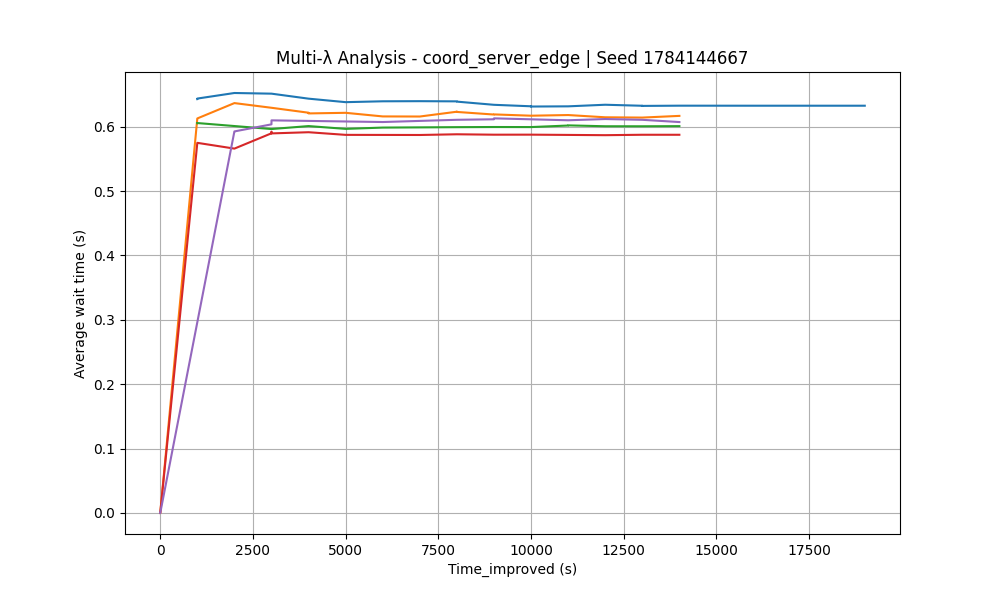 Multi-λ Analysis - coord_server_edge | Seed 1784144667
Average wait time (s)
0.6
0.5
0.4
0.3
0.2
0.1
0.0
0 2500 5000 7500 10000 12500 15000 17500
Time_improved (s)